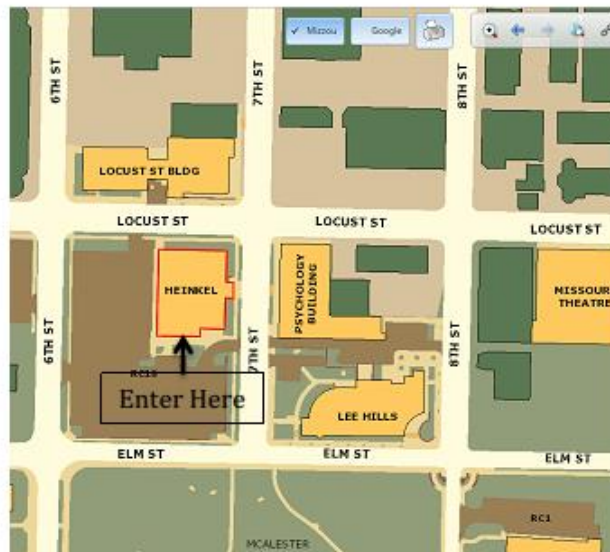 ✓ Mizzou
Google
6TH ST
7TH ST
8TH ST
LOCUST ST BLDG
LOCUST ST
LOCUST ST
LOCUST ST
HEINKEL
PSYCHOLOGY
BUILDING
MISSOUR
THEATRE
6TH ST
7TH ST
8TH ST
Enter Here
LEE HILLS
ELM ST
ELM ST
ELM ST
RC1
MCALESTER